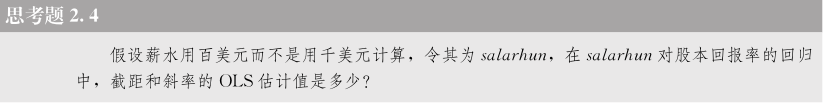 思考题 2.4
假设薪水用百美元而不是用千美元计算，令其为 salarhun，在 salarhun 对股本回报率的回归
中，截距和斜率的 OLS 估计值是多少？